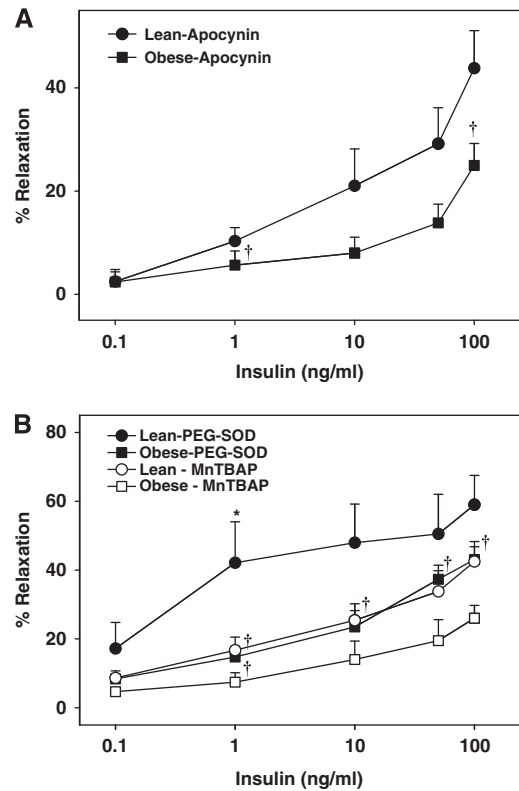 A
Lean-Apocynin
Obese-Apocynin
% Relaxation
40
20
0
†
†
0.1 1 10 100
Insulin (ng/ml)
B
Lean-PEG-SOD
Obese-PEG-SOD
Lean - MnTBAP
Obese - MnTBAP
% Relaxation
80
60
40
20
0
*
†
†
†
†
†
0.1 1 10 100
Insulin (ng/ml)